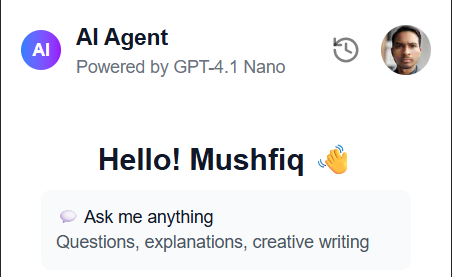 AI
AI Agent
Powered by GPT-4.1 Nano
Hello! Mushfiq 👋
💬 Ask me anything
Questions, explanations, creative writing